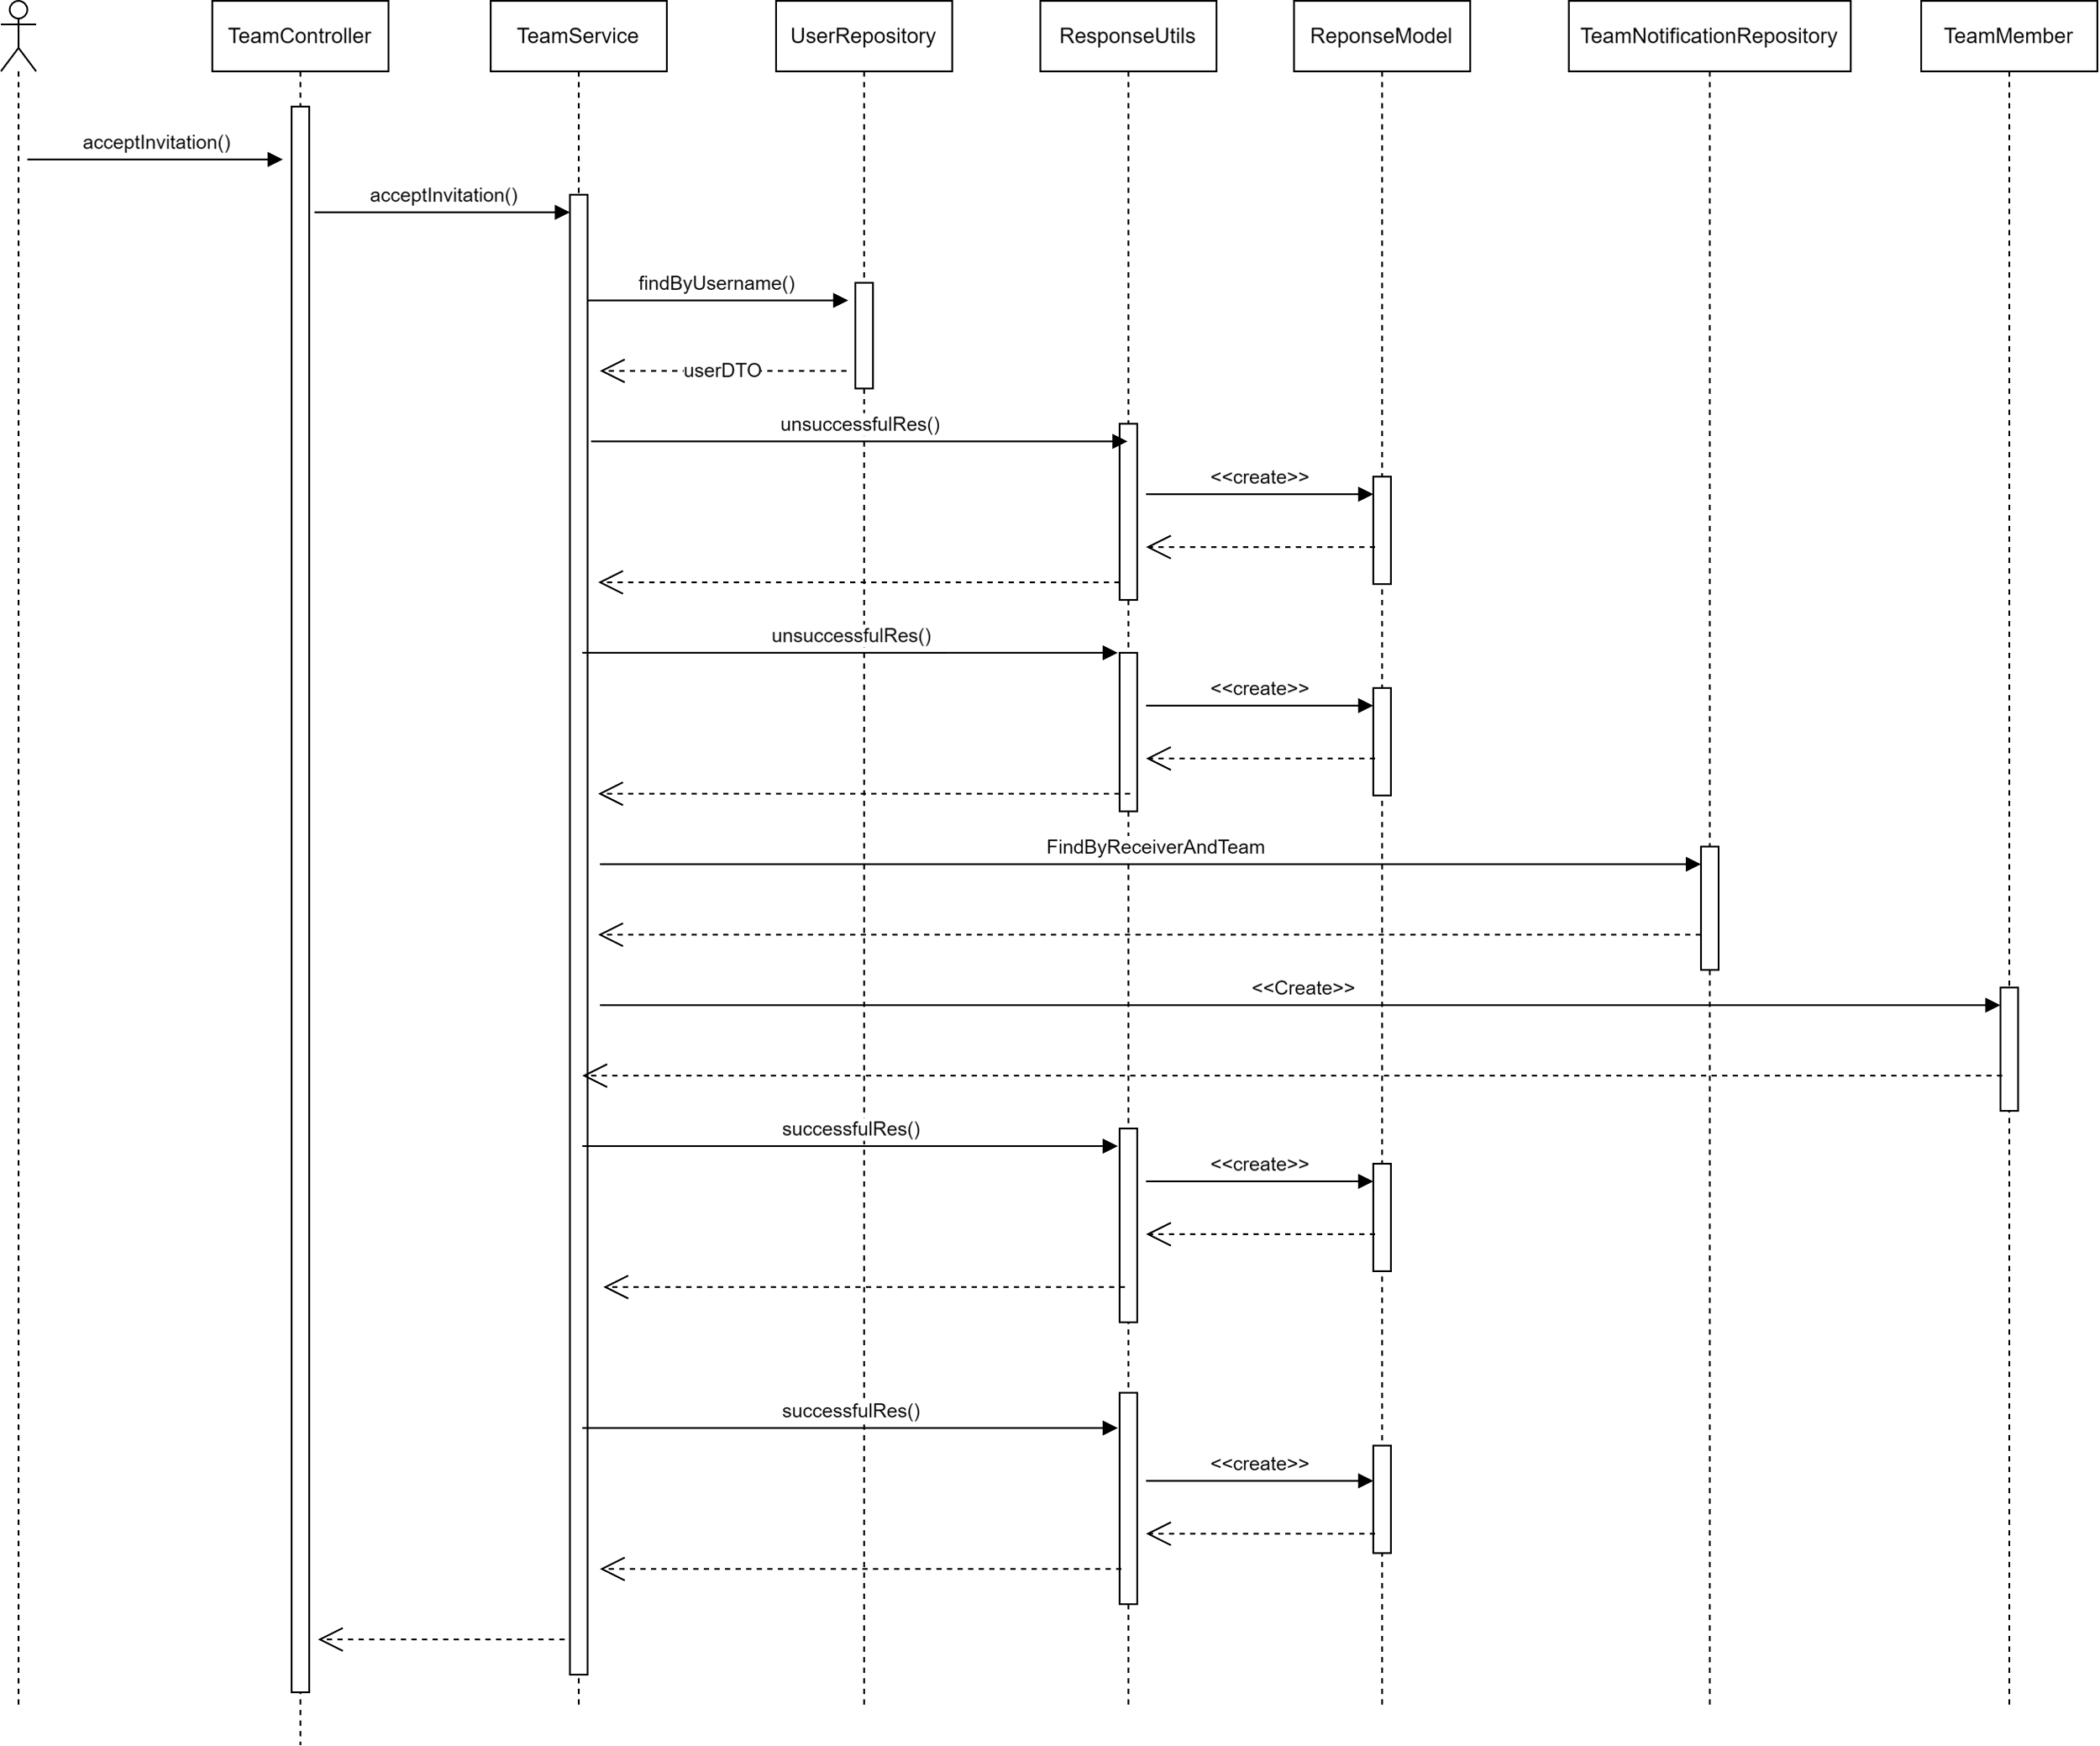 TeamController
TeamService
UserRepository
ResponseUtils
ReponseModel
TeamNotificationRepository
TeamMember
acceptInvitation()
acceptInvitation()
findByUsername()
userDTO
unsuccessfulRes()
<<create>>
unsuccessfulRes()
<<create>>
FindByReceiverAndTeam
<<Create>>
successfulRes()
<<create>>
successfulRes()
<<create>>